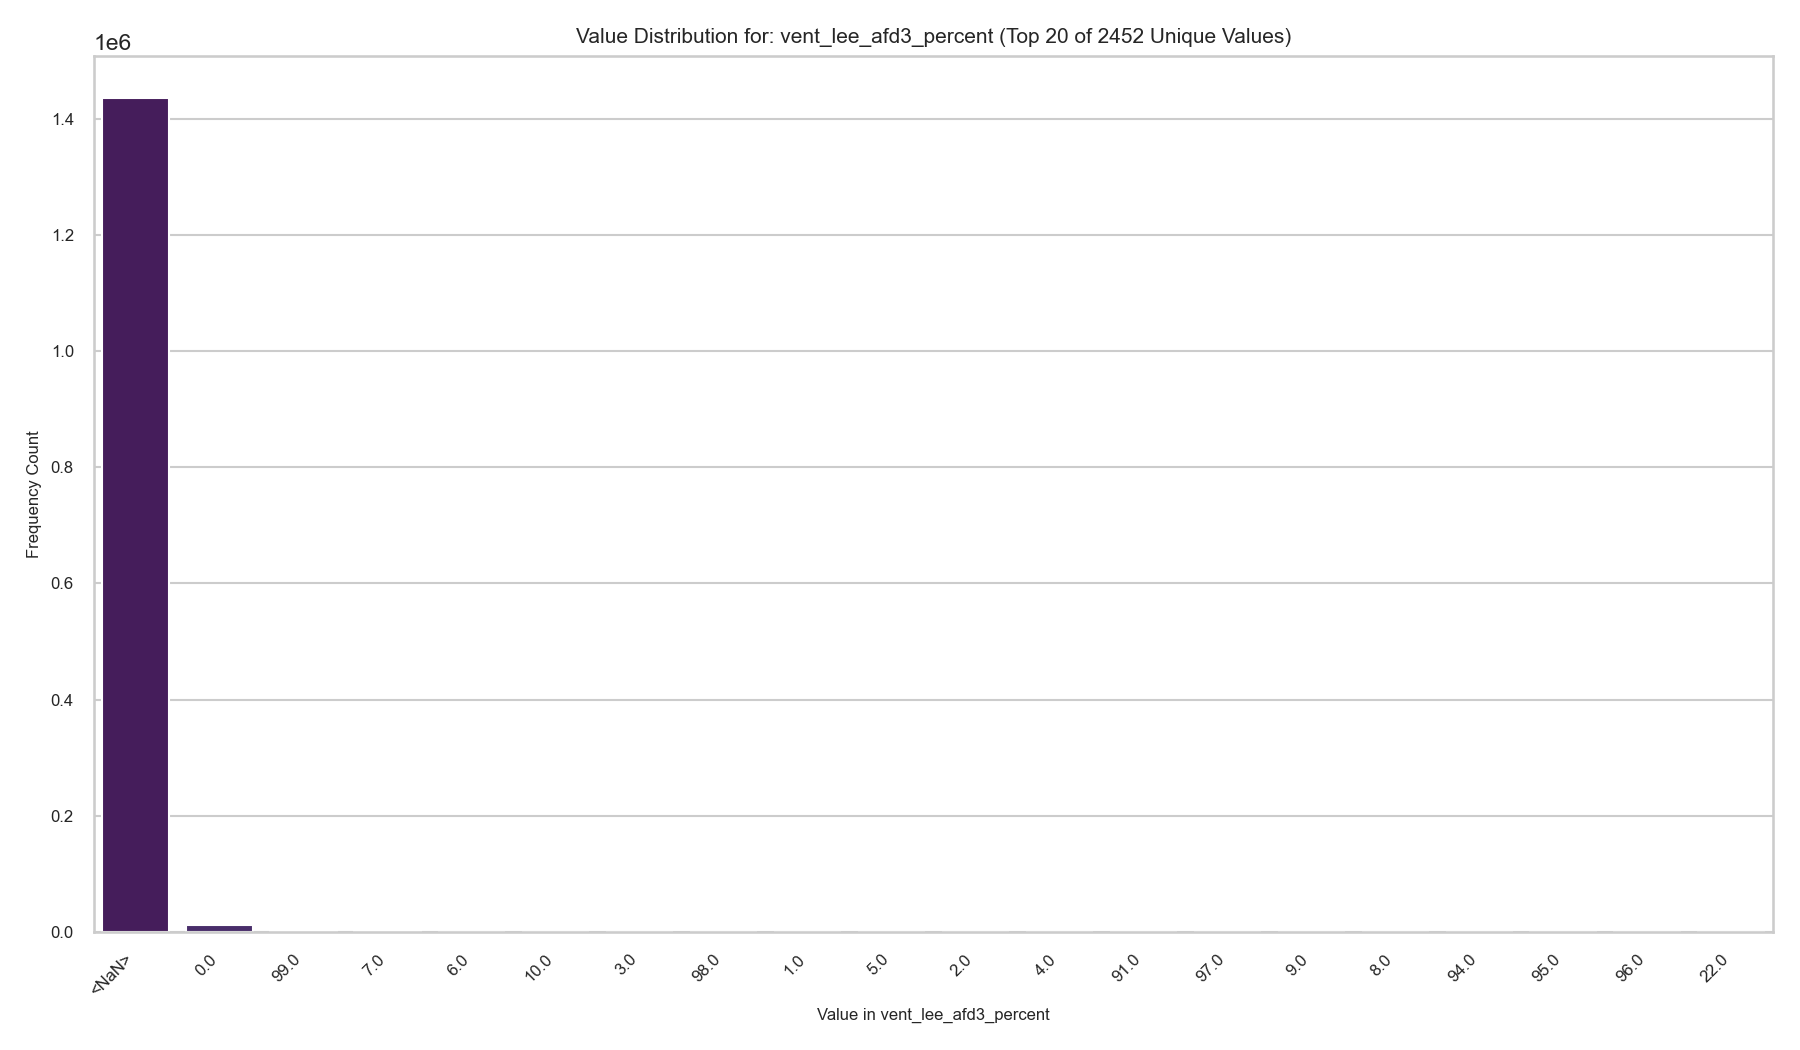 Value Distribution for: vent_lee_afd3_percent (Top 20 of 2452 Unique Values)
1e6
1.4
1.2
1.0
0.8
0.6
0.4
0.2
0.0
Frequency Count
<NaN> 0.0 99.0 7.0 6.0 10.0 3.0 98.0 1.0 5.0 2.0 4.0 91.0 97.0 9.0 8.0 94.0 95.0 96.0 22.0
Value in vent_lee_afd3_percent